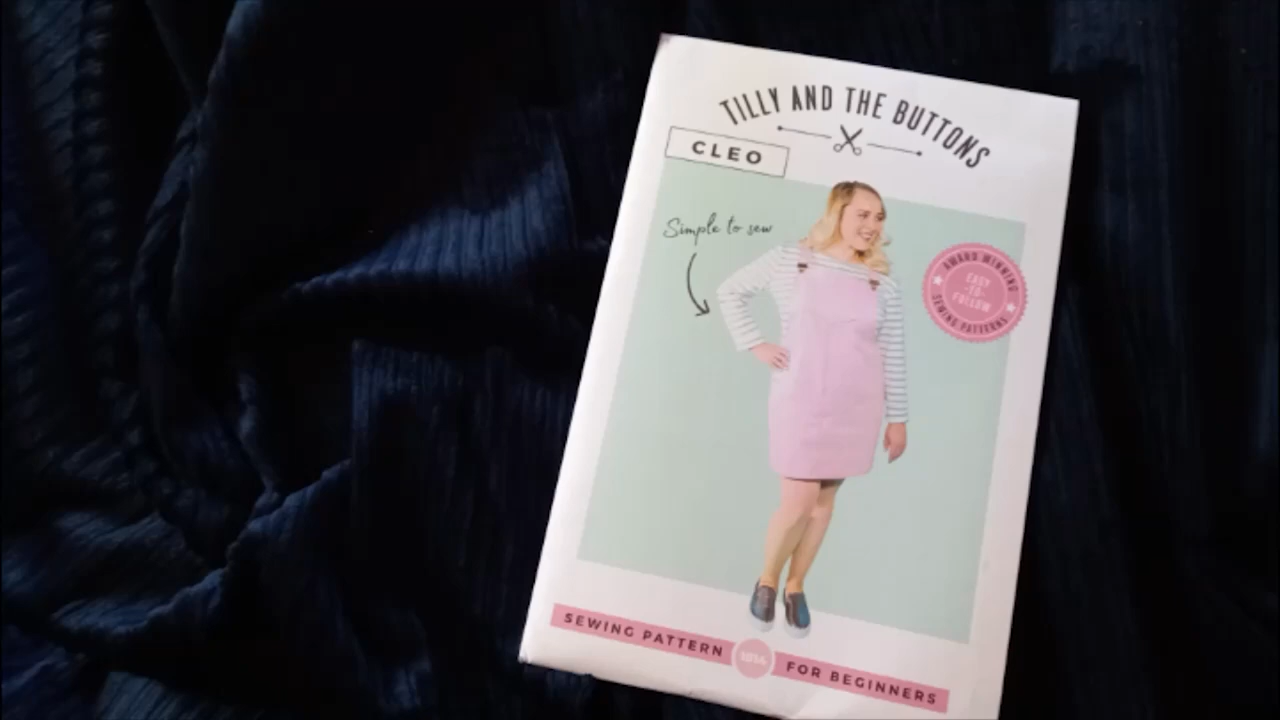 TILLY AND THE BUTTONS
CLEO
Simple to sew
AWARD WINNING
EASY
-TO-
FOLLOW
SEWING PATTERNS
SEWING PATTERN
FOR BEGINNERS